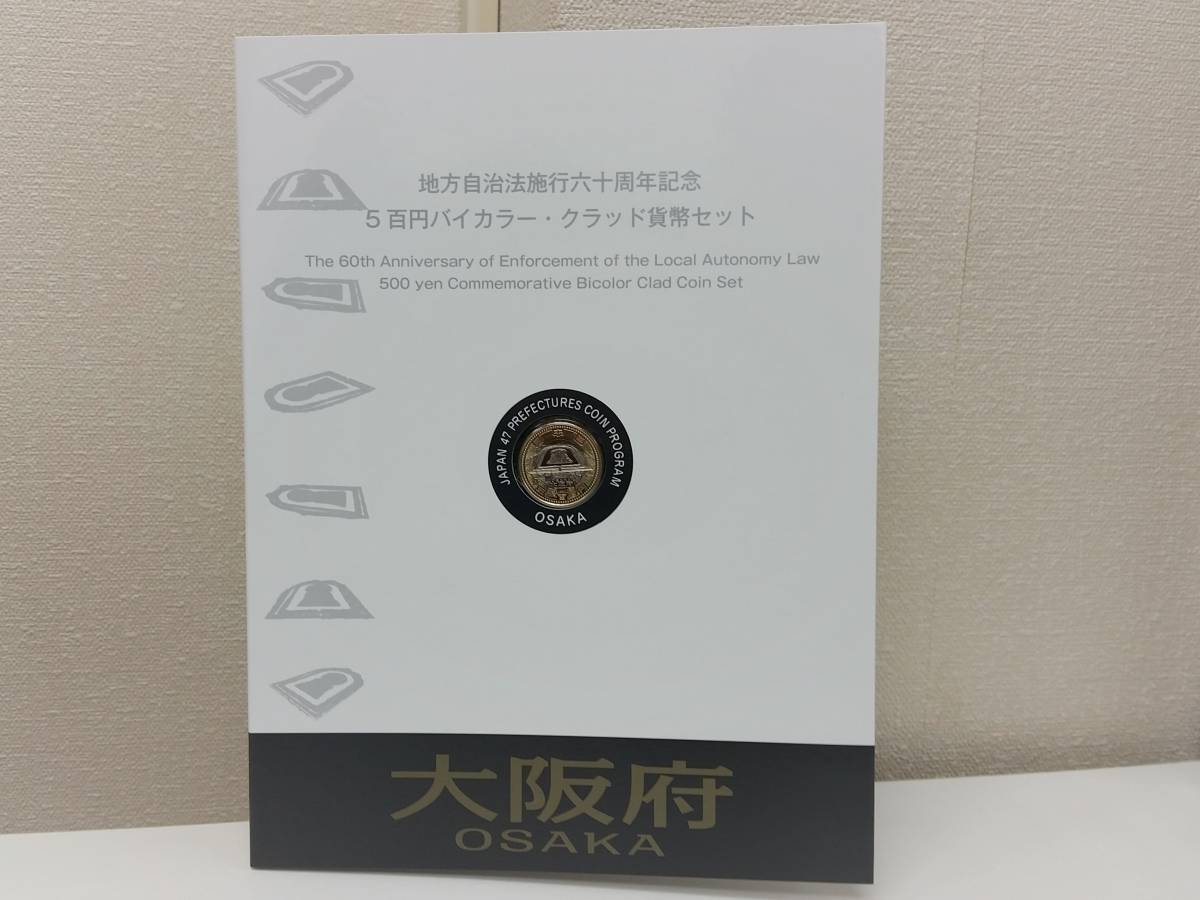 地方自治法施行六十周年記念
5百円バイカラー・クラッド貨幣セット
The 60th Anniversary of Enforcement of the Local Autonomy Law
500 yen Commemorative Bicolor Clad Coin Set
JAPAN 47 PREFECTURES COIN PROGRAM
OSAKA
大阪府
OSAKA